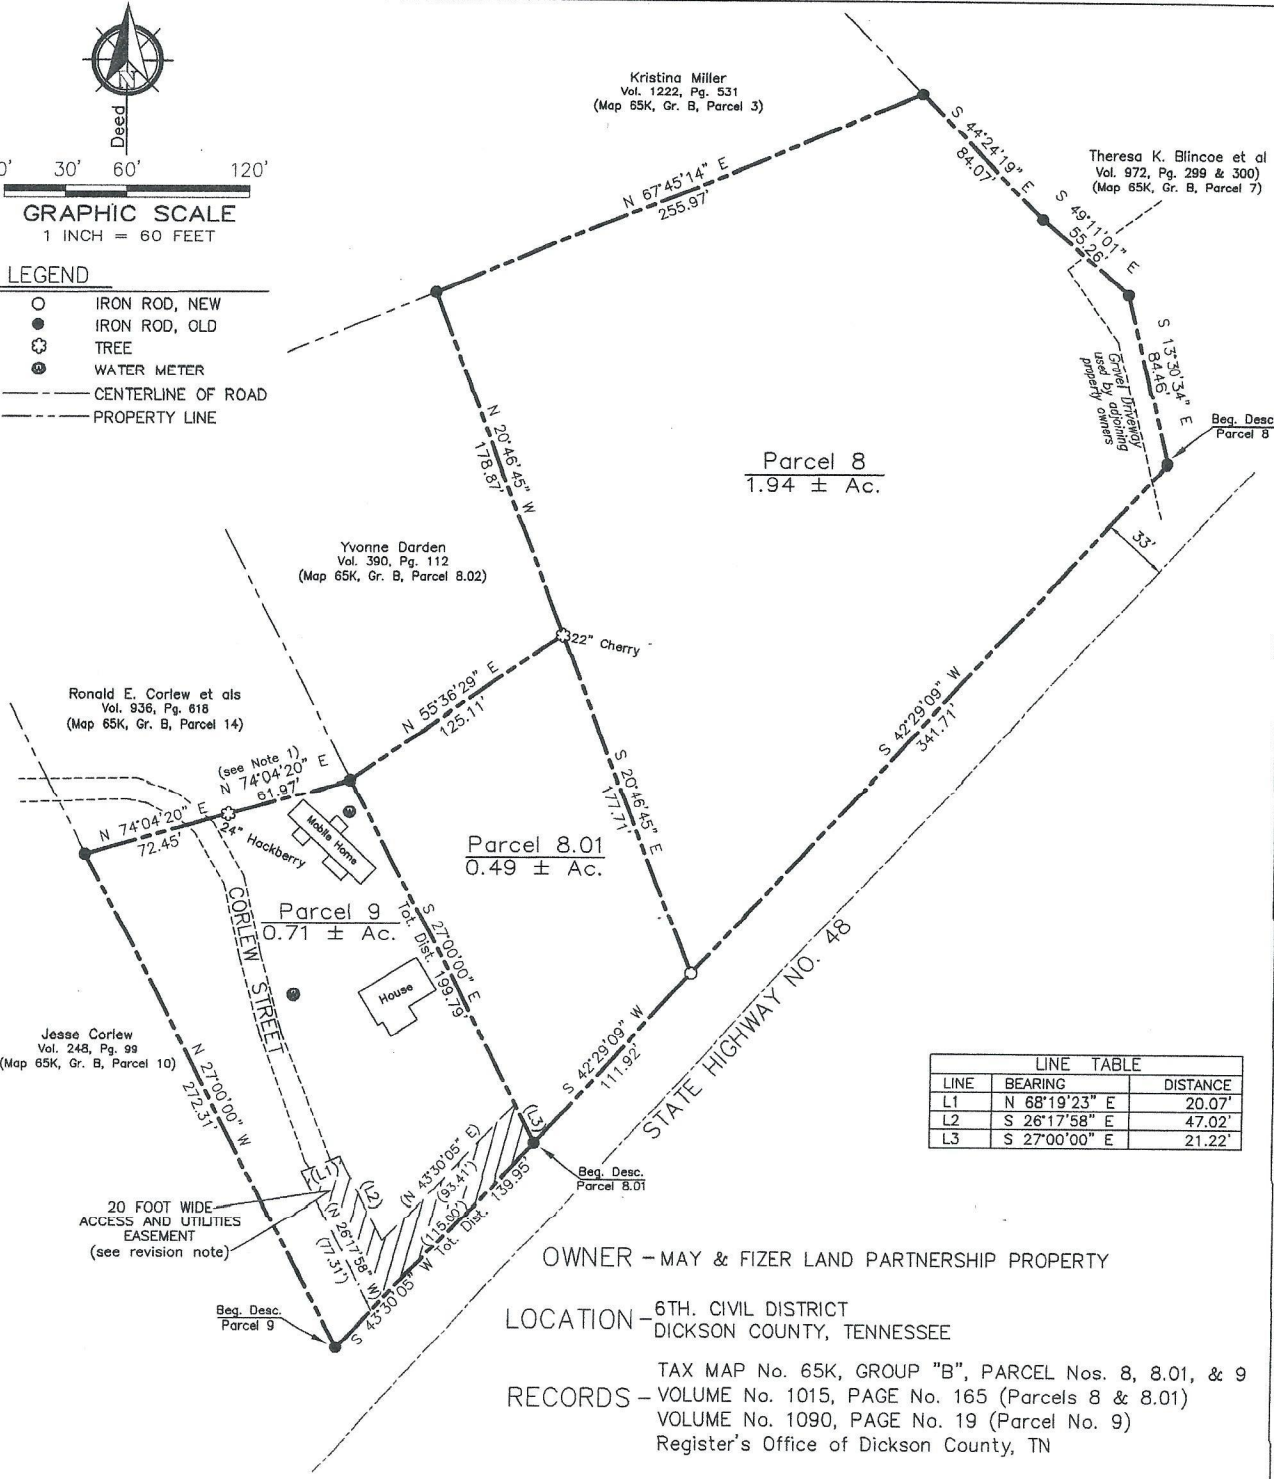 N
Deed
0' 30' 60' 120'
GRAPHIC SCALE
1 INCH = 60 FEET
LEGEND
IRON ROD, NEW
IRON ROD, OLD
TREE
WATER METER
CENTERLINE OF ROAD
PROPERTY LINE
Kristina Miller
Vol. 1222, Pg. 531
(Map 65K, Gr. B, Parcel 3)
N 67°45'14" E
255.97'
S 44°24'19" E
84.07'
Theresa K. Blincoe et al
Vol. 972, Pg. 299 & 300)
(Map 65K, Gr. B, Parcel 7)
S 49°11'01" E
55.26'
S 13°30'34" E
84.46'
Gravel Driveway
used by adjoining
property owners
Beg. Desc
Parcel 8
33'
Parcel 8
1.94 ± Ac.
N 20°46'45" W
178.87'
Yvonne Darden
Vol. 390, Pg. 112
(Map 65K, Gr. B, Parcel 8.02)
22" Cherry
N 55°36'29" E
125.11'
S 42°29'09" W
341.71'
Ronald E. Corlew et als
Vol. 936, Pg. 618
(Map 65K, Gr. B, Parcel 14)
(see Note 1)
N 74°04'20" E
61.97'
N 74°04'20" E
72.45'
24" Hackberry
Mobile Home
S 20°46'45" E
177.71'
Parcel 8.01
0.49 ± Ac.
Parcel 9
0.71 ± Ac.
CORLEW STREET
S 27°00'00" E
Tot. Dist. 199.79'
House
Jesse Corlew
Vol. 248, Pg. 99
(Map 65K, Gr. B, Parcel 10)
N 27°00'00" W
272.31'
S 42°29'09" W
111.92'
STATE HIGHWAY NO. 48
LINE TABLE
LINE BEARING DISTANCE
L1 N 68°19'23" E 20.07'
L2 S 26°17'58" E 47.02'
L3 S 27°00'00" E 21.22'
(L3)
Beg. Desc.
Parcel 8.01
(L1)
(L2)
(N 43°30'05" E)
(93.41')
(115.00')
S 43°30'05" W Tot. Dist. 139.95'
(N 26°17'58" W)
(77.31')
20 FOOT WIDE
ACCESS AND UTILITIES
EASEMENT
(see revision note)
Beg. Desc.
Parcel 9
OWNER – MAY & FIZER LAND PARTNERSHIP PROPERTY
LOCATION – 6TH. CIVIL DISTRICT
DICKSON COUNTY, TENNESSEE
TAX MAP No. 65K, GROUP "B", PARCEL Nos. 8, 8.01, & 9
RECORDS – VOLUME No. 1015, PAGE No. 165 (Parcels 8 & 8.01)
VOLUME No. 1090, PAGE No. 19 (Parcel No. 9)
Register's Office of Dickson County, TN